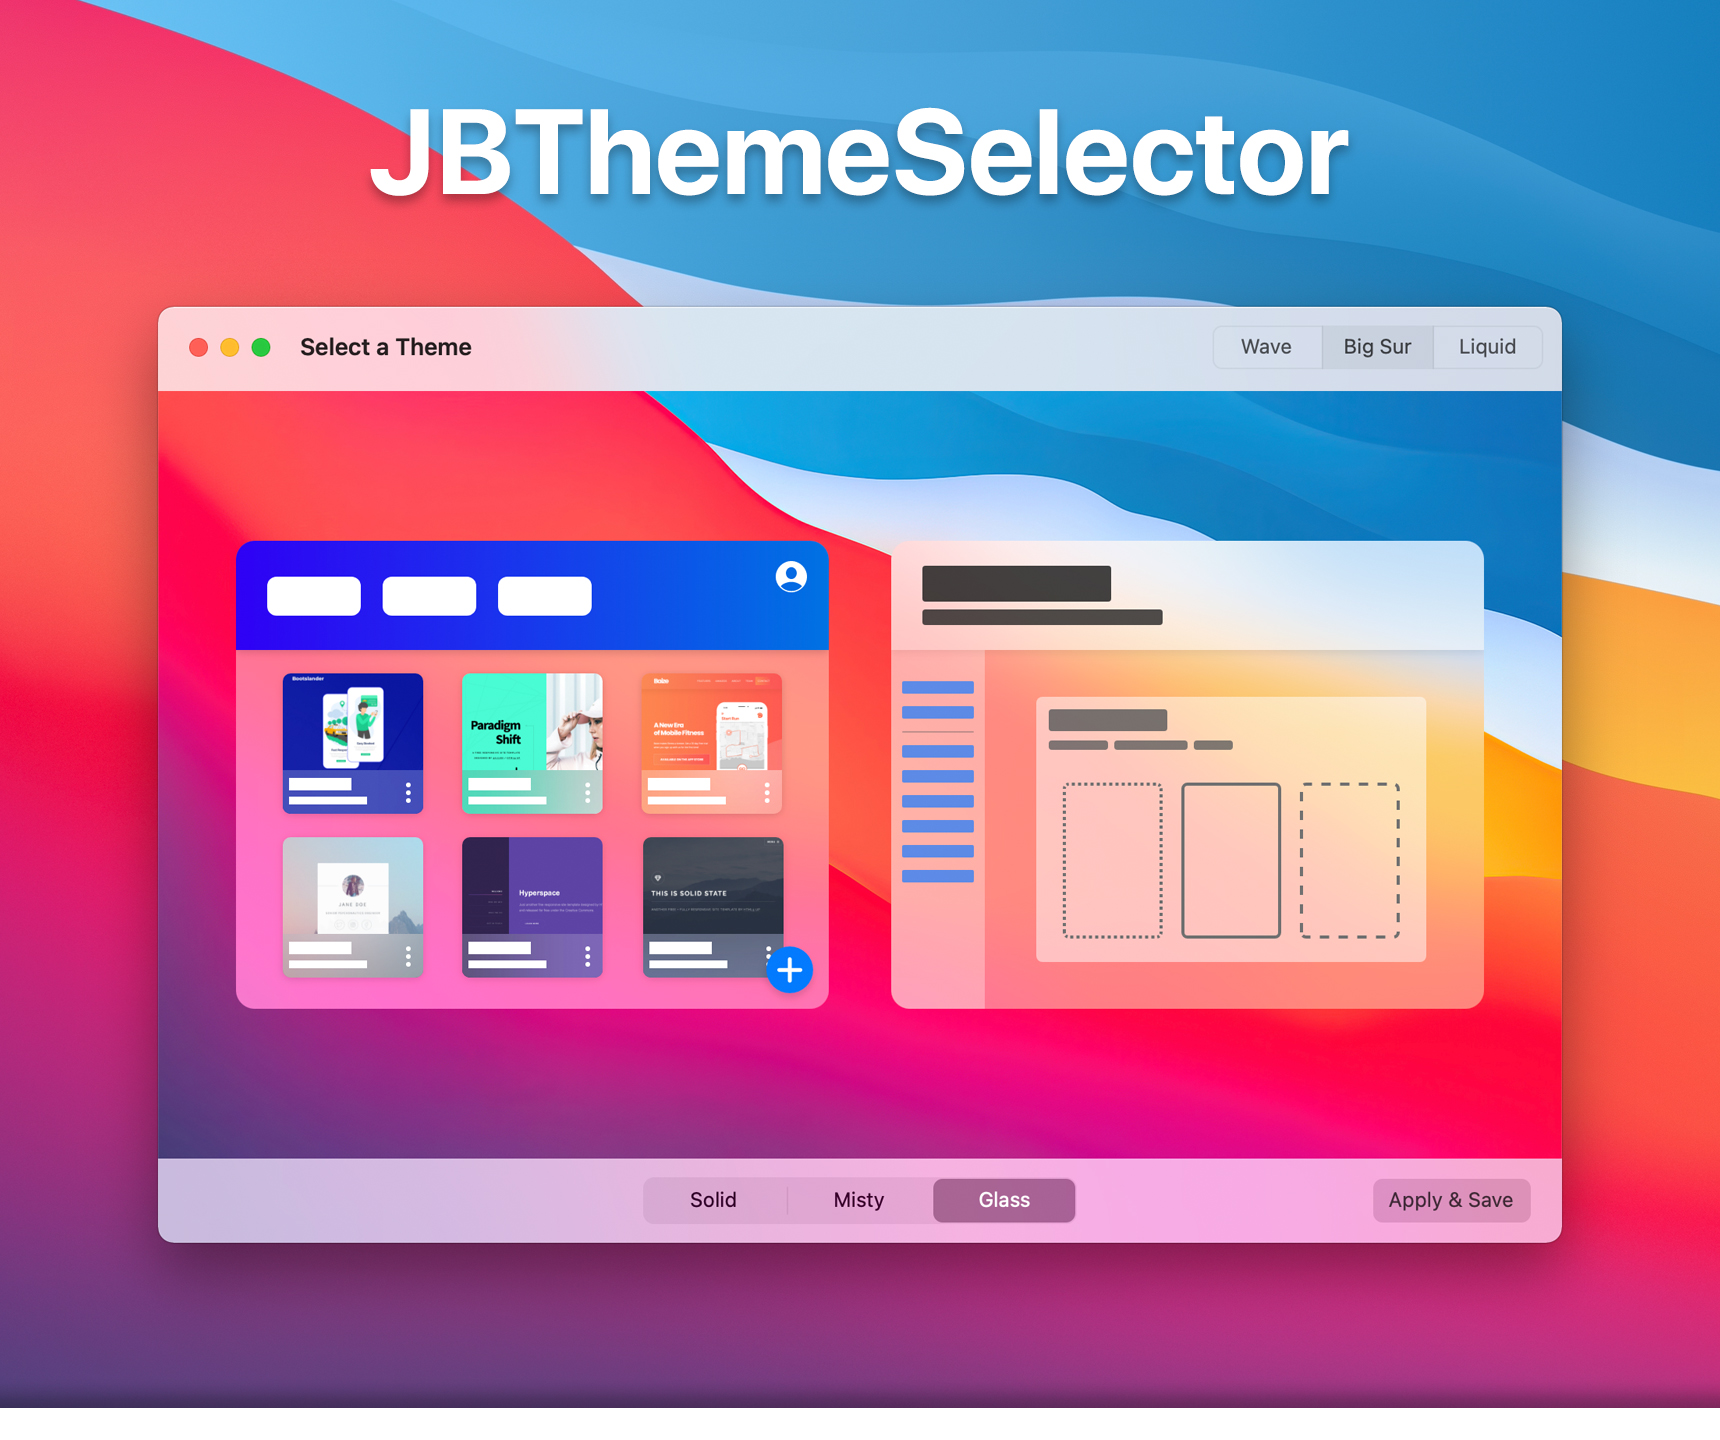 JBThemeSelector
Select a Theme
Wave
Big Sur
Liquid
Bootslander
Paradigm
Shift
A New Era
of Mobile Fitness
JANE DOE
Hyperspace
THIS IS SOLID STATE
Solid
Misty
Glass
Apply & Save